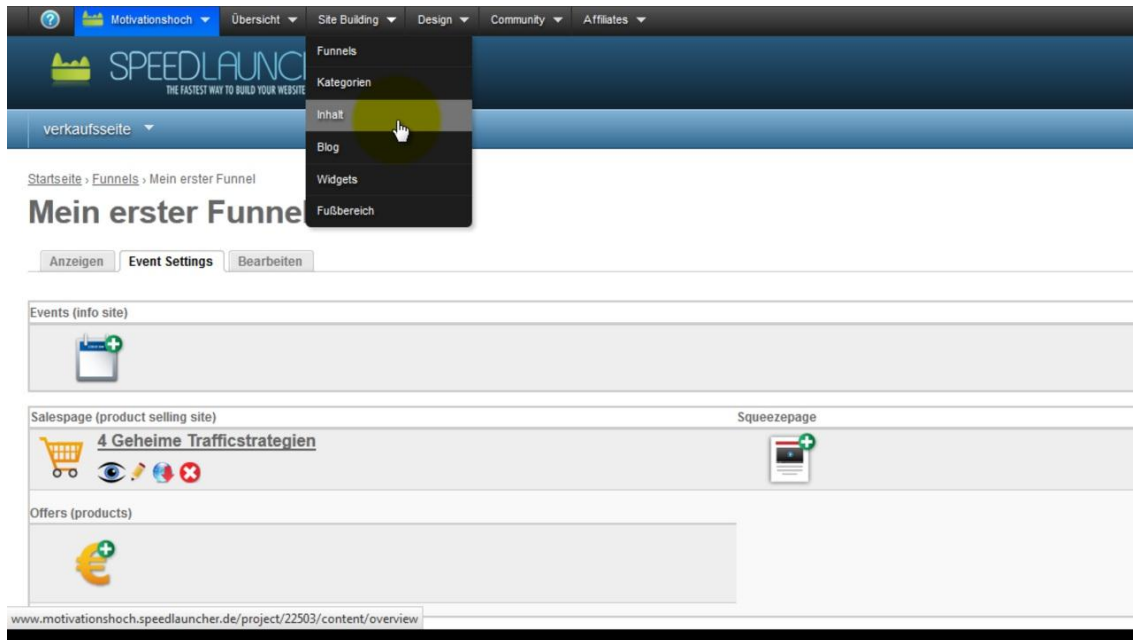 Motivationshoch Übersicht Site Building Design Community Affiliates
SPEEDLAUNC
THE FASTEST WAY TO BUILD YOUR WEBSITE
Funnels
Kategorien
Inhalt
Blog
Widgets
Fußbereich
verkaufsseite
Startseite › Funnels › Mein erster Funnel
Mein erster Funnel
Anzeigen Event Settings Bearbeiten
Events (info site)
Salespage (product selling site) Squeezepage
4 Geheime Trafficstrategien
Offers (products)
www.motivationshoch.speedlauncher.de/project/22503/content/overview